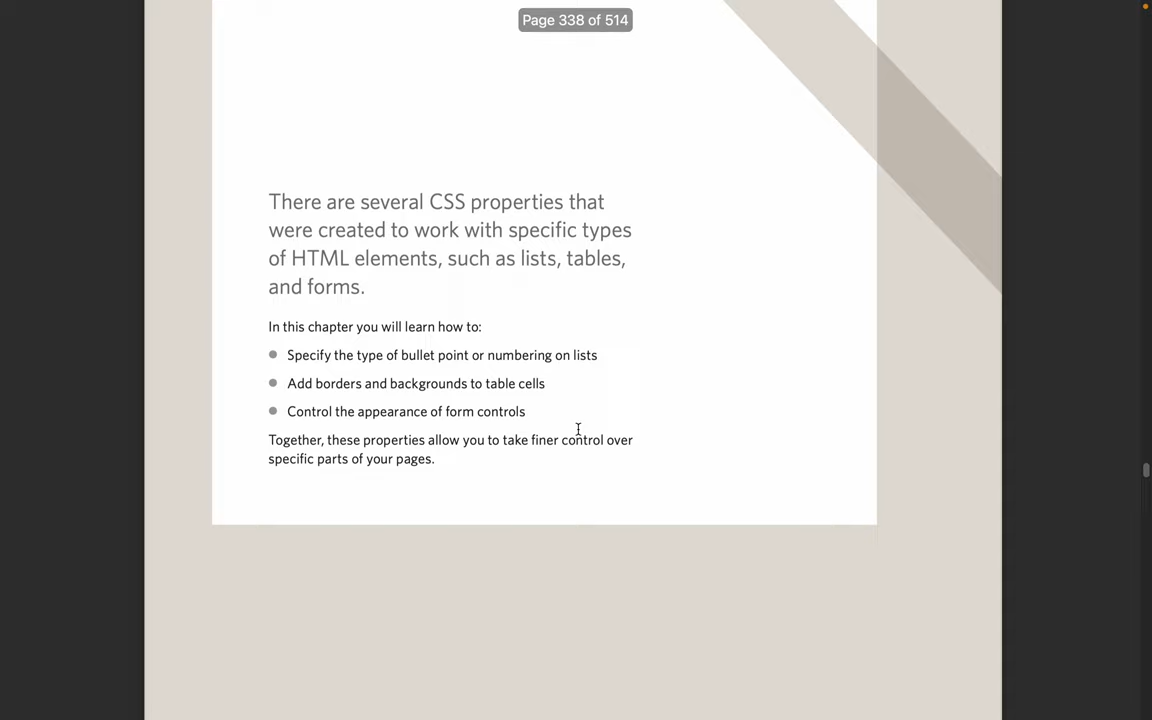 Page 338 of 514
There are several CSS properties that
were created to work with specific types
of HTML elements, such as lists, tables,
and forms.
In this chapter you will learn how to:
Specify the type of bullet point or numbering on lists
Add borders and backgrounds to table cells
Control the appearance of form controls
Together, these properties allow you to take finer control over
specific parts of your pages.